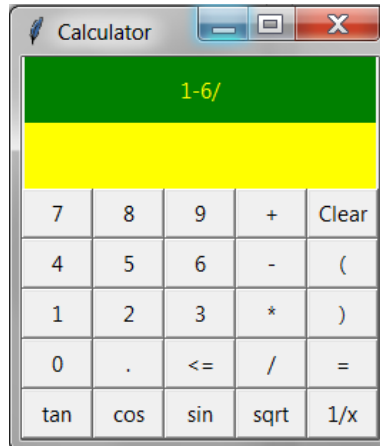 Calculator
1-6/
7 8 9 + Clear
4 5 6 - (
1 2 3 * )
0 . <= / =
tan cos sin sqrt 1/x